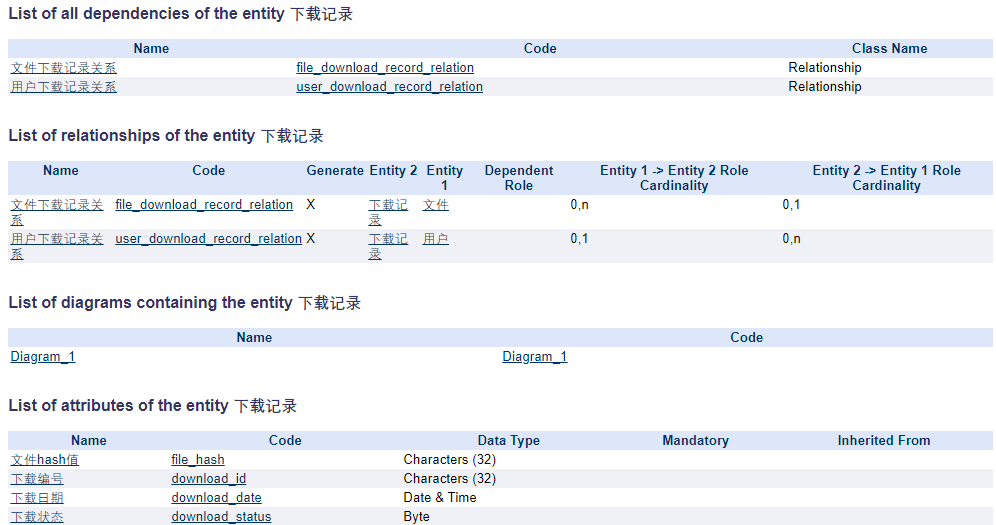 List of all dependencies of the entity 下载记录
Name Code Class Name
文件下载记录关系 file_download_record_relation Relationship
用户下载记录关系 user_download_record_relation Relationship
List of relationships of the entity 下载记录
Name Code Generate Entity 2 Entity 1 Dependent Role Entity 1 -> Entity 2 Role Cardinality Entity 2 -> Entity 1 Role Cardinality
文件下载记录关系 file_download_record_relation X 下载记录 文件 0,n 0,1
用户下载记录关系 user_download_record_relation X 下载记录 用户 0,1 0,n
List of diagrams containing the entity 下载记录
Name Code
Diagram_1 Diagram_1
List of attributes of the entity 下载记录
Name Code Data Type Mandatory Inherited From
文件hash值 file_hash Characters (32)
下载编号 download_id Characters (32)
下载日期 download_date Date & Time
下载状态 download_status Byte